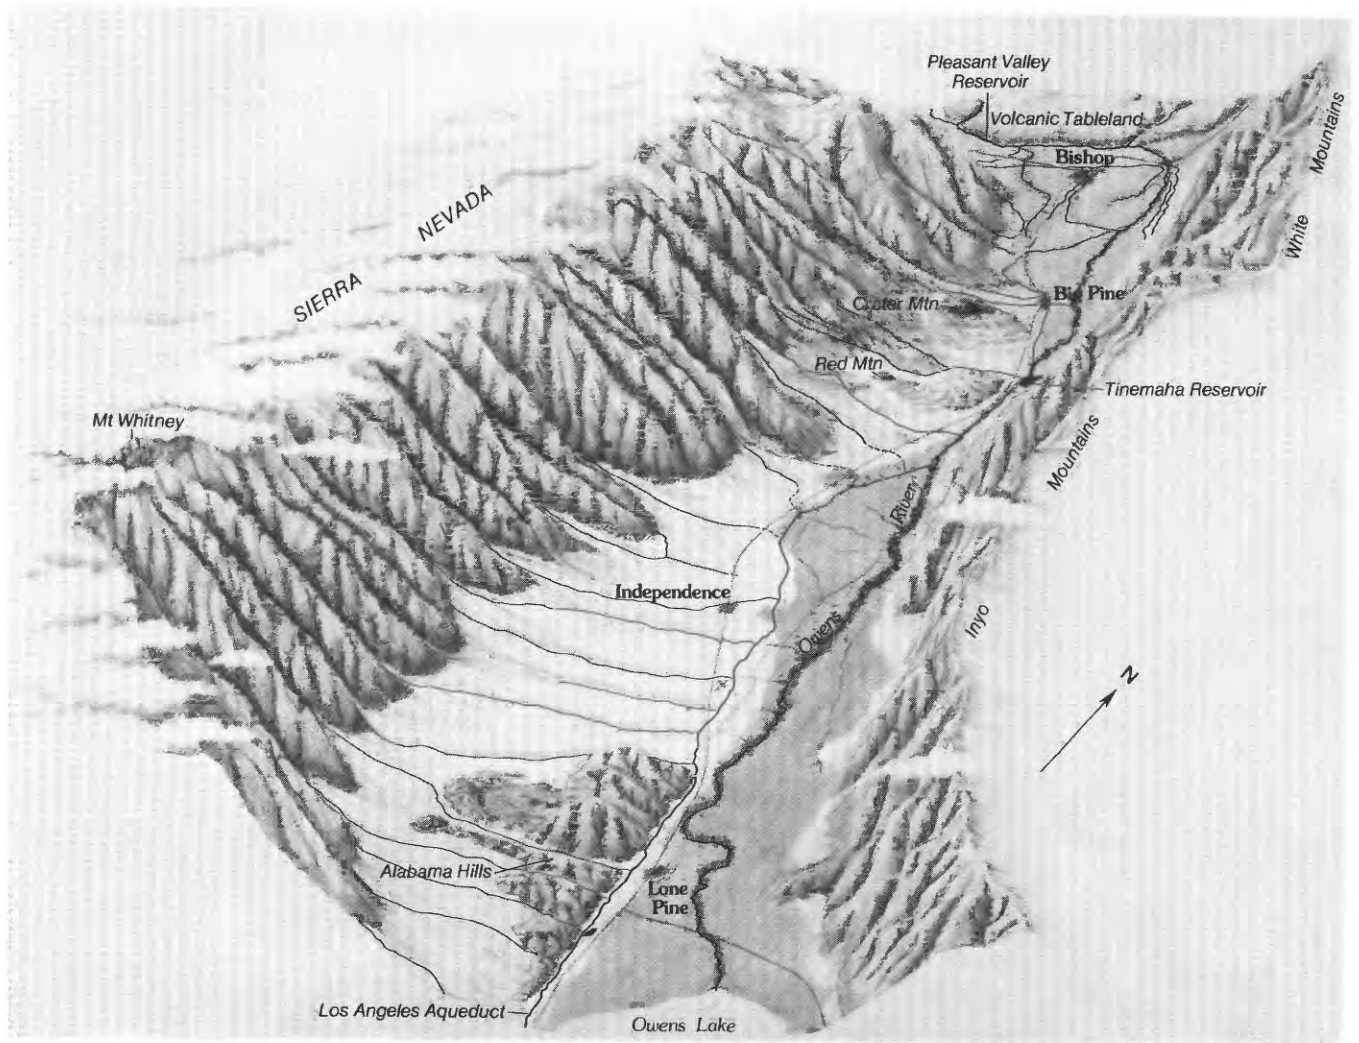 Pleasant Valley
Reservoir
Volcanic Tableland
Bishop
Mountains
White
NEVADA
SIERRA
Crater Mtn
Big Pine
Red Mtn
Tinemaha Reservoir
Mt Whitney
Mountains
River
Independence
Owens
Inyo
N
Alabama Hills
Lone
Pine
Los Angeles Aqueduct
Owens Lake